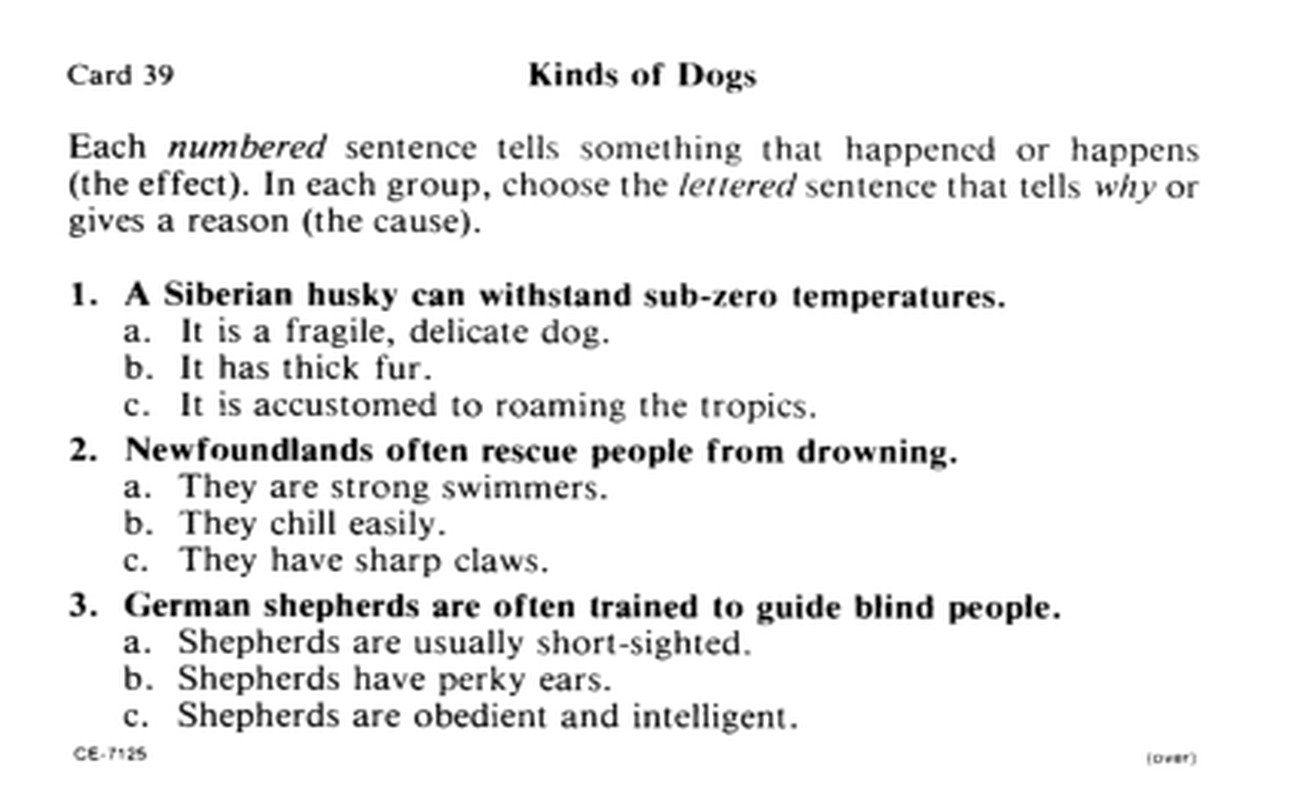 Card 39
Kinds of Dogs
Each numbered sentence tells something that happened or happens
(the effect). In each group, choose the lettered sentence that tells why or
gives a reason (the cause).
1. A Siberian husky can withstand sub-zero temperatures.
a. It is a fragile, delicate dog.
b. It has thick fur.
c. It is accustomed to roaming the tropics.
2. Newfoundlands often rescue people from drowning.
a. They are strong swimmers.
b. They chill easily.
c. They have sharp claws.
3. German shepherds are often trained to guide blind people.
a. Shepherds are usually short-sighted.
b. Shepherds have perky ears.
c. Shepherds are obedient and intelligent.
CE-7125
(over)